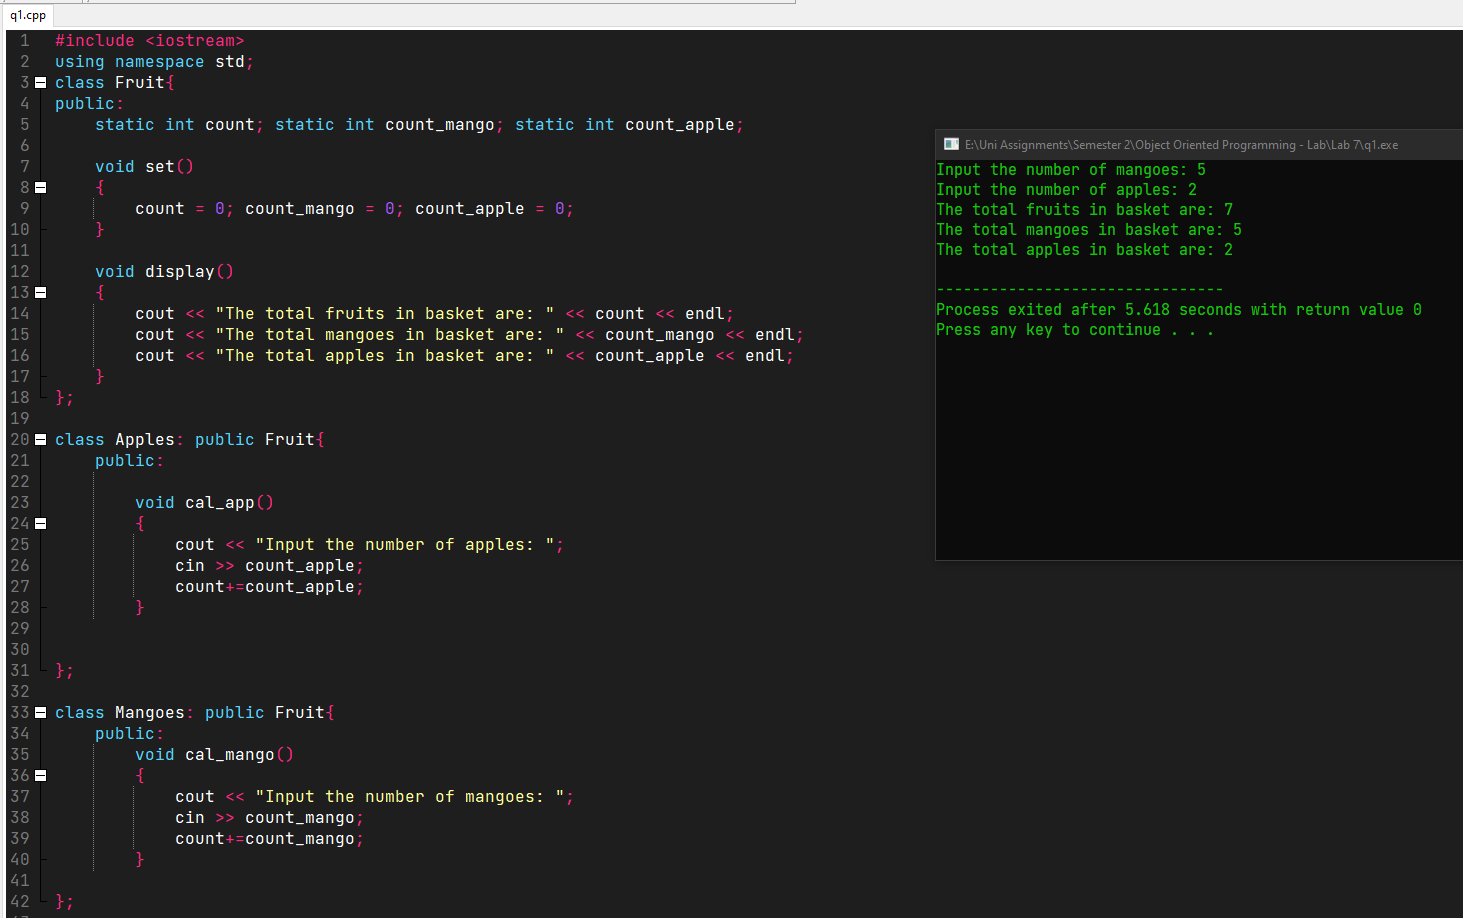 q1.cpp
1 #include <iostream>
2 using namespace std;
3 class Fruit{
4 public:
5 static int count; static int count_mango; static int count_apple;
6
7 void set()
8 {
9 count = 0; count_mango = 0; count_apple = 0;
10 }
11
12 void display()
13 {
14 cout << "The total fruits in basket are: " << count << endl;
15 cout << "The total mangoes in basket are: " << count_mango << endl;
16 cout << "The total apples in basket are: " << count_apple << endl;
17 }
18 };
19
20 class Apples: public Fruit{
21 public:
22
23 void cal_app()
24 {
25 cout << "Input the number of apples: ";
26 cin >> count_apple;
27 count+=count_apple;
28 }
29
30
31 };
32
33 class Mangoes: public Fruit{
34 public:
35 void cal_mango()
36 {
37 cout << "Input the number of mangoes: ";
38 cin >> count_mango;
39 count+=count_mango;
40 }
41
42 };
E:\Uni Assignments\Semester 2\Object Oriented Programming - Lab\Lab 7\q1.exe
Input the number of mangoes: 5
Input the number of apples: 2
The total fruits in basket are: 7
The total mangoes in basket are: 5
The total apples in basket are: 2
--------------------------------
Process exited after 5.618 seconds with return value 0
Press any key to continue . . .